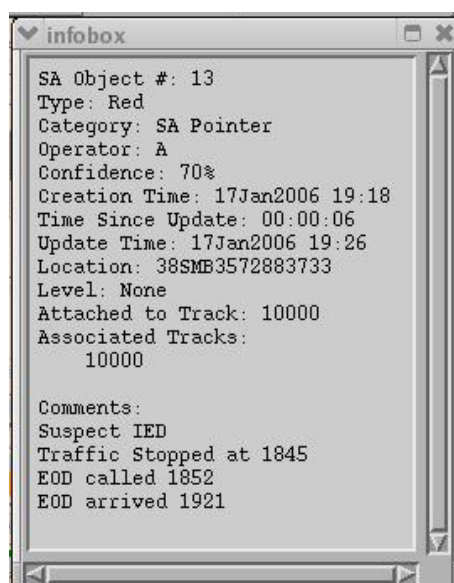 infobox
SA Object #: 13
Type: Red
Category: SA Pointer
Operator: A
Confidence: 70%
Creation Time: 17Jan2006 19:18
Time Since Update: 00:00:06
Update Time: 17Jan2006 19:26
Location: 38SMB3572883733
Level: None
Attached to Track: 10000
Associated Tracks:
10000
Comments:
Suspect IED
Traffic Stopped at 1845
EOD called 1852
EOD arrived 1921